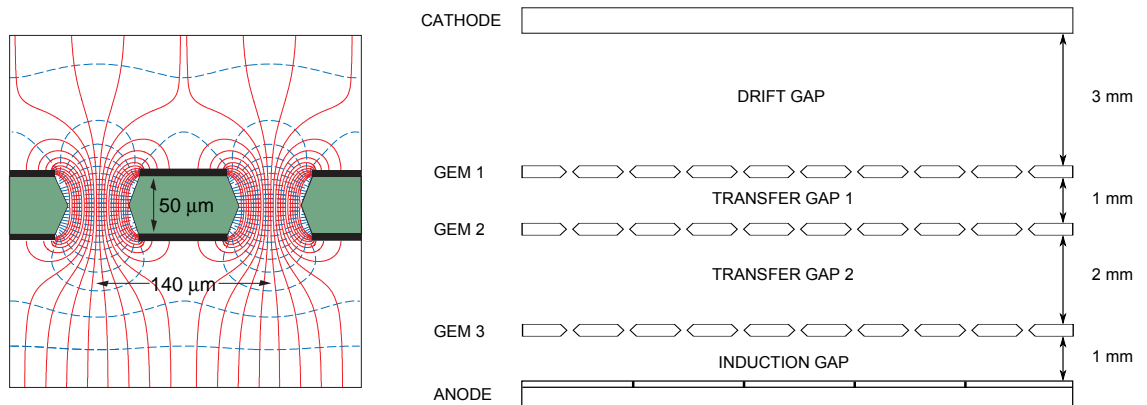 50 µm
140 µm
CATHODE
DRIFT GAP
3 mm
GEM 1
TRANSFER GAP 1
1 mm
GEM 2
TRANSFER GAP 2
2 mm
GEM 3
INDUCTION GAP
1 mm
ANODE